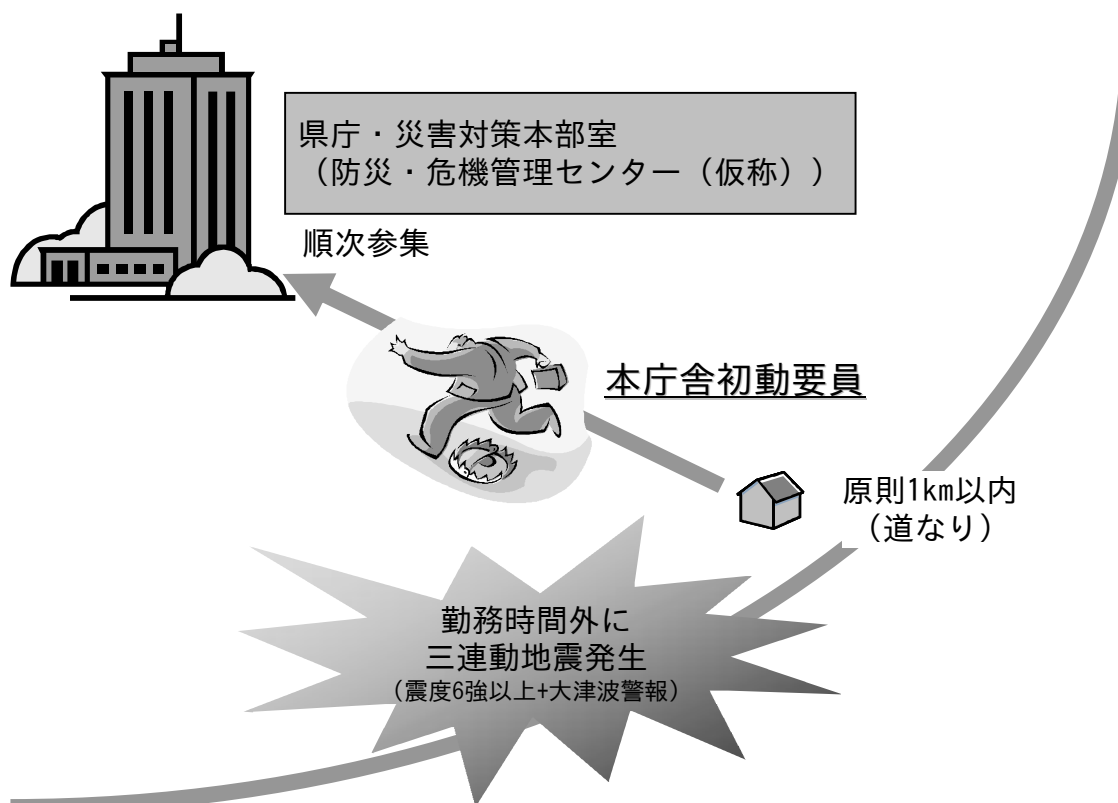 県庁・災害対策本部室
（防災・危機管理センター（仮称））
順次参集
本庁舎初動要員
原則1km以内
（道なり）
勤務時間外に
三連動地震発生
（震度6強以上+大津波警報）